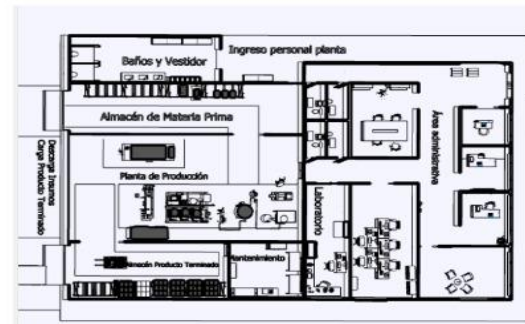 Ingreso personal planta
Baños y Vestidor
Almacén de Materia Prima
Área administrativa
Descarga Insumos
Carga Producto Terminado
Planta de Producción
Laboratorio
Almacén Producto Terminado
Mantenimiento